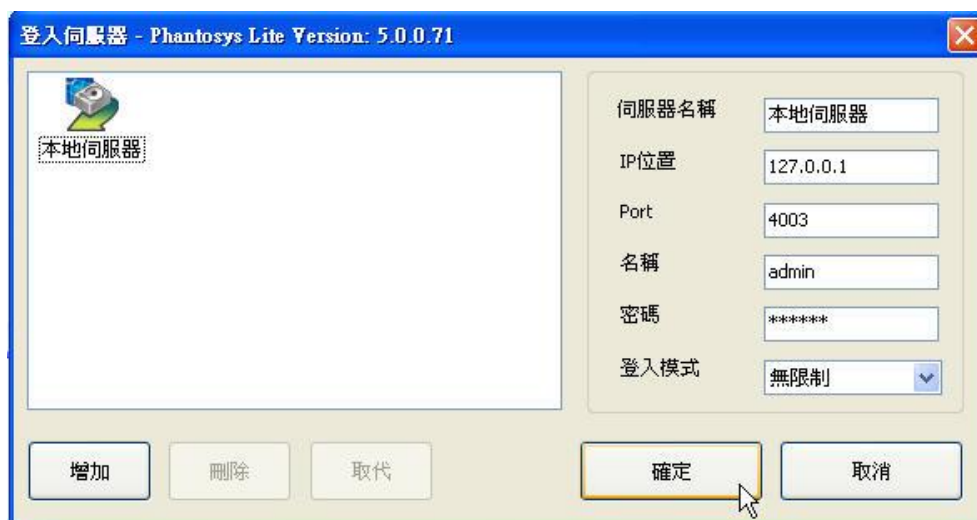 登入伺服器 - Phantosys Lite Version: 5.0.0.71
本地伺服器
伺服器名稱 本地伺服器
IP位置 127.0.0.1
Port 4003
名稱 admin
密碼 ******
登入模式 無限制
增加 刪除 取代 確定 取消